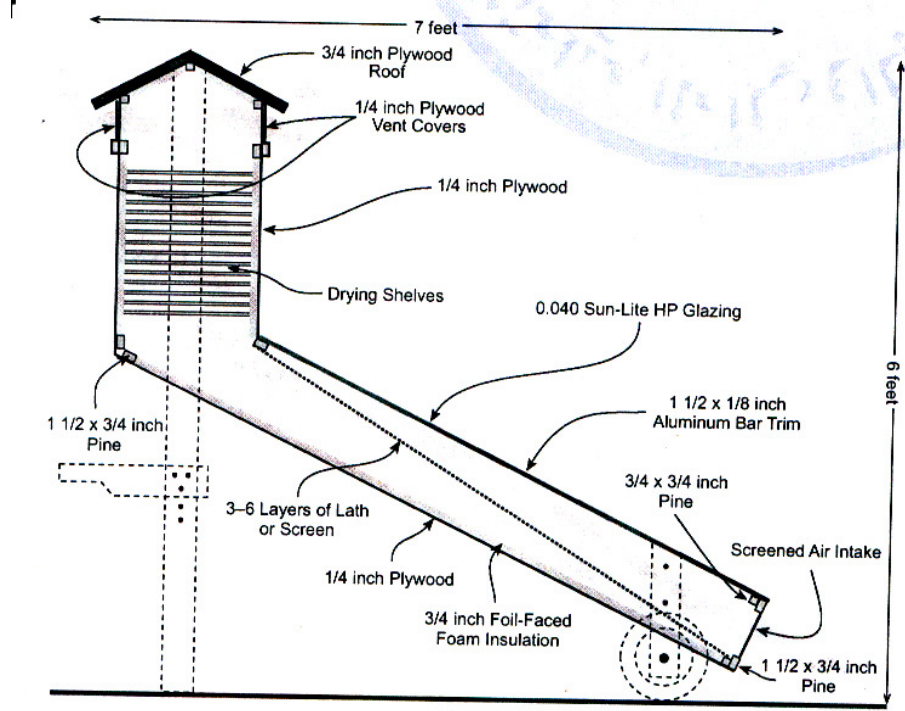 7 feet
3/4 inch Plywood
Roof
1/4 inch Plywood
Vent Covers
1/4 inch Plywood
Drying Shelves
0.040 Sun-Lite HP Glazing
6 feet
1 1/2 x 1/8 inch
Aluminum Bar Trim
1 1/2 x 3/4 inch
Pine
3/4 x 3/4 inch
Pine
3–6 Layers of Lath
or Screen
Screened Air Intake
1/4 inch Plywood
3/4 inch Foil-Faced
Foam Insulation
1 1/2 x 3/4 inch
Pine